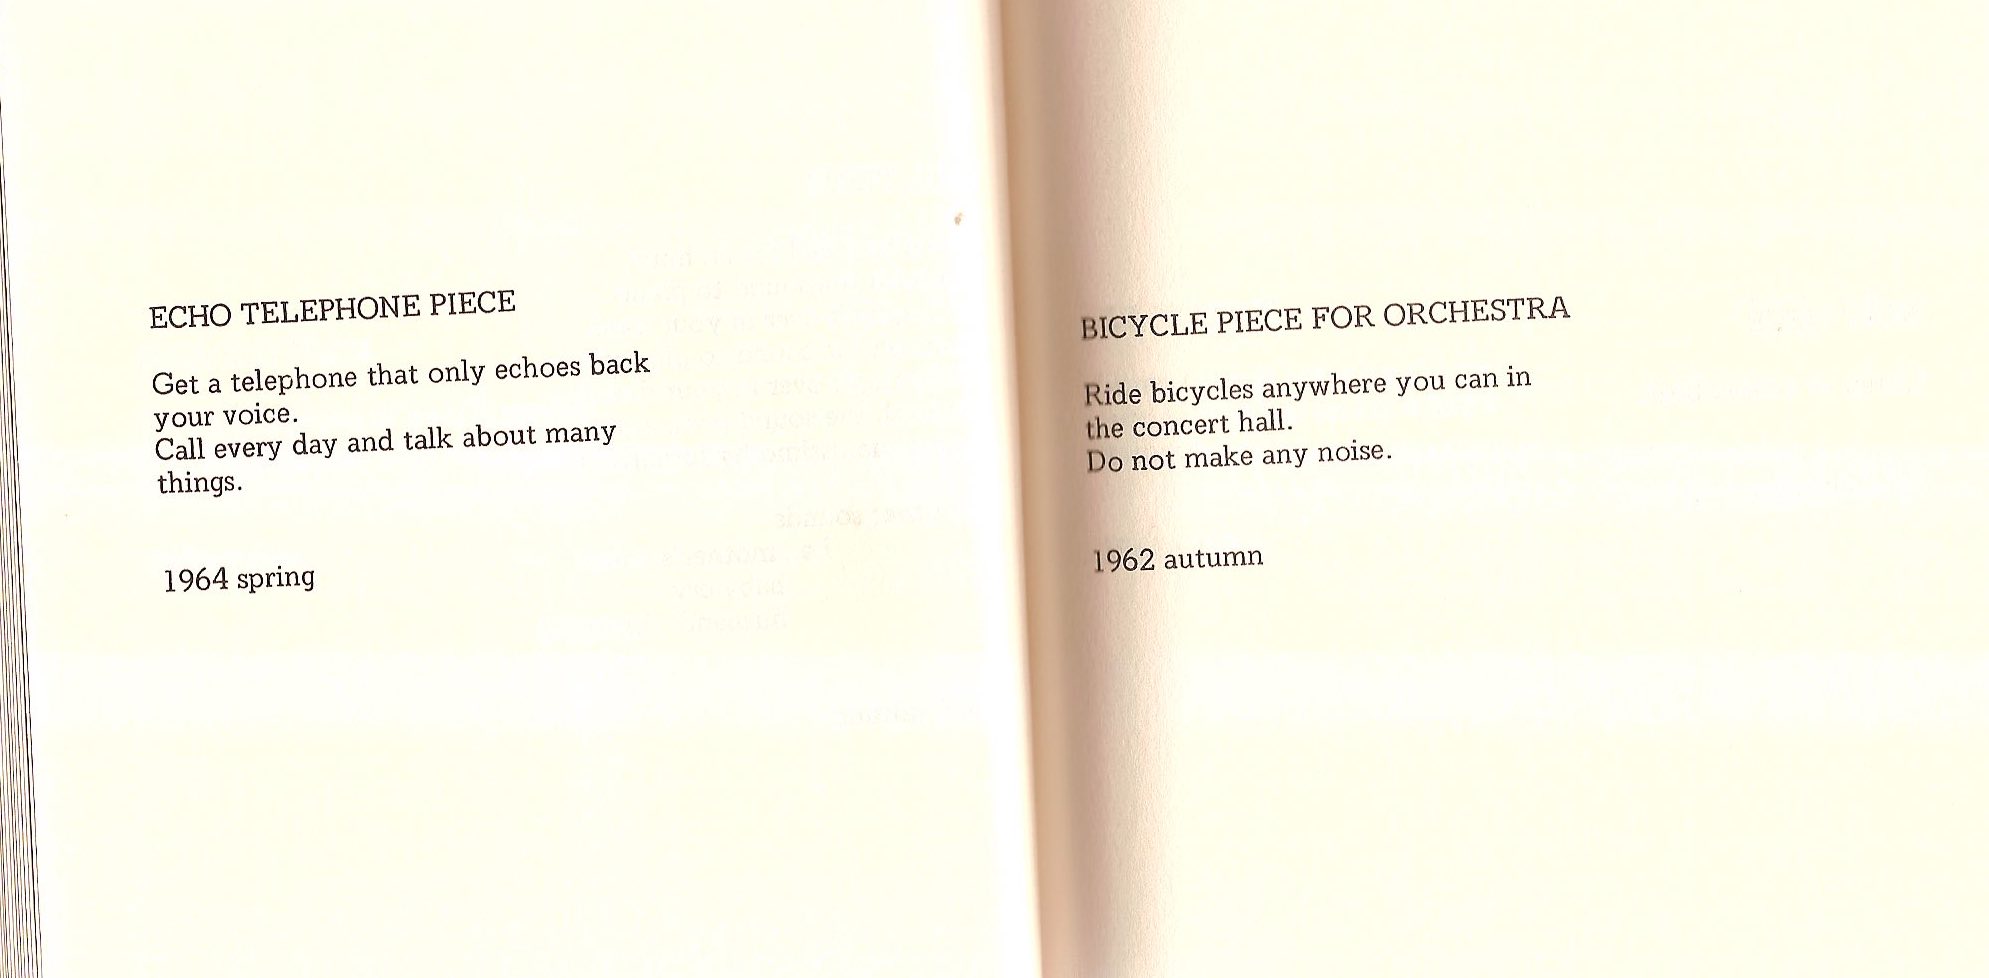 ECHO TELEPHONE PIECE
Get a telephone that only echoes back
your voice.
Call every day and talk about many
things.
1964 spring
BICYCLE PIECE FOR ORCHESTRA
Ride bicycles anywhere you can in
the concert hall.
Do not make any noise.
1962 autumn